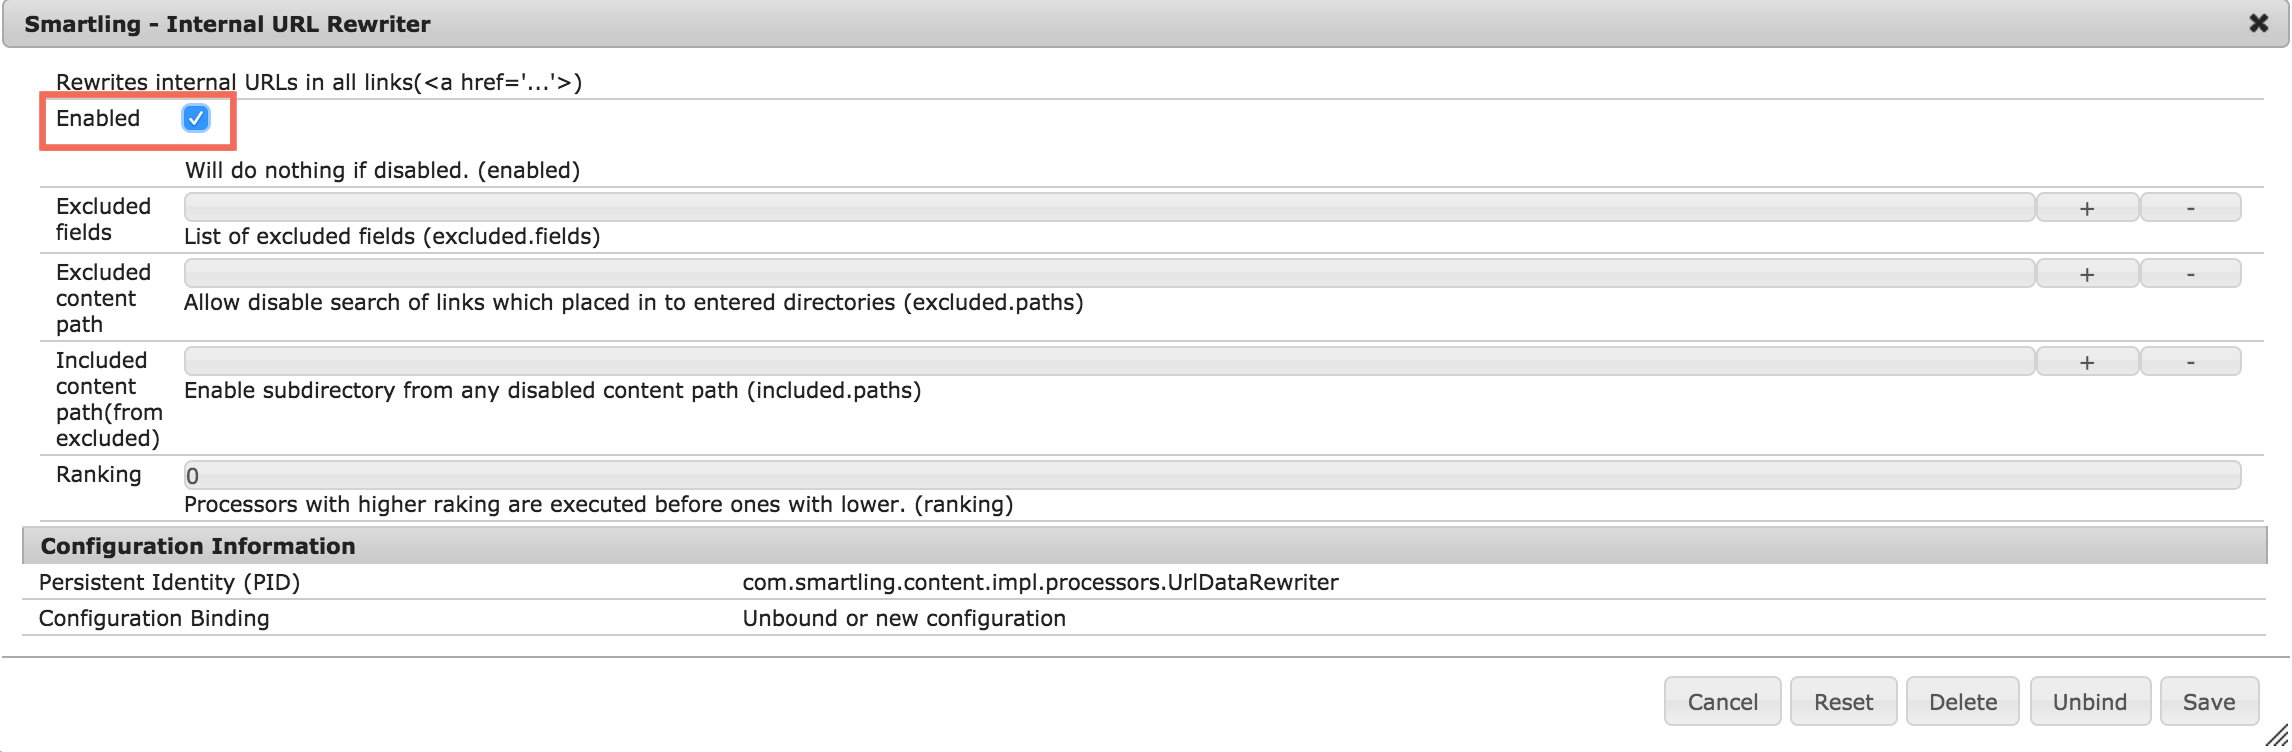 Smartling - Internal URL Rewriter ✖
Rewrites internal URLs in all links(<a href='...'>)
Enabled
Will do nothing if disabled. (enabled)
Excluded
fields
+ -
List of excluded fields (excluded.fields)
Excluded
content
path
+ -
Allow disable search of links which placed in to entered directories (excluded.paths)
Included
content
path(from
excluded)
+ -
Enable subdirectory from any disabled content path (included.paths)
Ranking 0
Processors with higher raking are executed before ones with lower. (ranking)
Configuration Information
Persistent Identity (PID) com.smartling.content.impl.processors.UrlDataRewriter
Configuration Binding Unbound or new configuration
Cancel Reset Delete Unbind Save